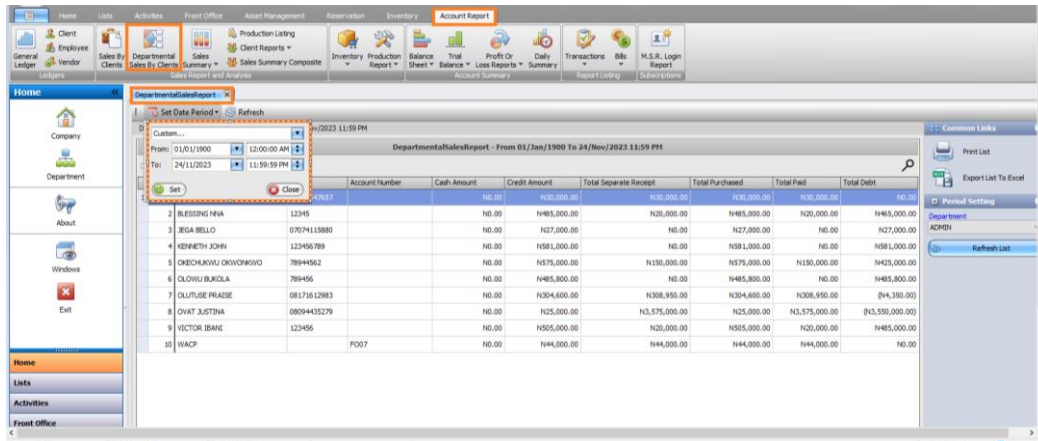 Home Lists Activities Front Office Asset Management Reservation Inventory Account Report
Client
Employee
Vendor
General Ledger
Ledgers
Sales By Clients
Departmental Sales By Clients
Sales Summary
Production Listing
Client Reports
Sales Summary Composite
Sales Report and Analysis
Inventory
Production Report
Balance Sheet
Trial Balance
Profit Or Loss Reports
Daily Summary
Account Summary
Transactions
Bills
Report Listing
M.S.R. Login Report
Subscriptions
Home
DepartmentalSalesReport
Set Date Period Refresh
/2023 11:59 PM
Custom...
From: 01/01/1900 12:00:00 AM
To: 24/11/2023 11:59:59 PM
Set Close
DepartmentalSalesReport - From 01/Jan/1900 To 24/Nov/2023 11:59 PM
Account Number Cash Amount Credit Amount Total Separate Receipt Total Purchased Total Paid Total Debt
N0.00 N30,000.00 N30,000.00 N30,000.00 N30,000.00 N0.00
2 BLESSING NNA 12345 N0.00 N485,000.00 N20,000.00 N485,000.00 N20,000.00 N465,000.00
3 JEGA BELLO 07074115880 N0.00 N27,000.00 N0.00 N27,000.00 N0.00 N27,000.00
4 KENNETH JOHN 123456789 N0.00 N581,000.00 N0.00 N581,000.00 N0.00 N581,000.00
5 OKECHUKWU OKWONKWO 78944562 N0.00 N575,000.00 N150,000.00 N575,000.00 N150,000.00 N425,000.00
6 OLOWU BUKOLA 789456 N0.00 N485,800.00 N0.00 N485,800.00 N0.00 N485,800.00
7 OLUTUSE PRAISE 08171612983 N0.00 N304,600.00 N308,950.00 N304,600.00 N308,950.00 (N4,350.00)
8 OVAT JUSTINA 08094435279 N0.00 N25,000.00 N3,575,000.00 N25,000.00 N3,575,000.00 (N3,550,000.00)
9 VICTOR IBANI 123456 N0.00 N505,000.00 N20,000.00 N505,000.00 N20,000.00 N485,000.00
10 WACP FO07 N0.00 N44,000.00 N44,000.00 N44,000.00 N44,000.00 N0.00
Company
Department
About
Windows
Exit
Home
Lists
Activities
Front Office
Common Links
Print List
Export List To Excel
Period Setting
Department
ADMIN
Refresh List